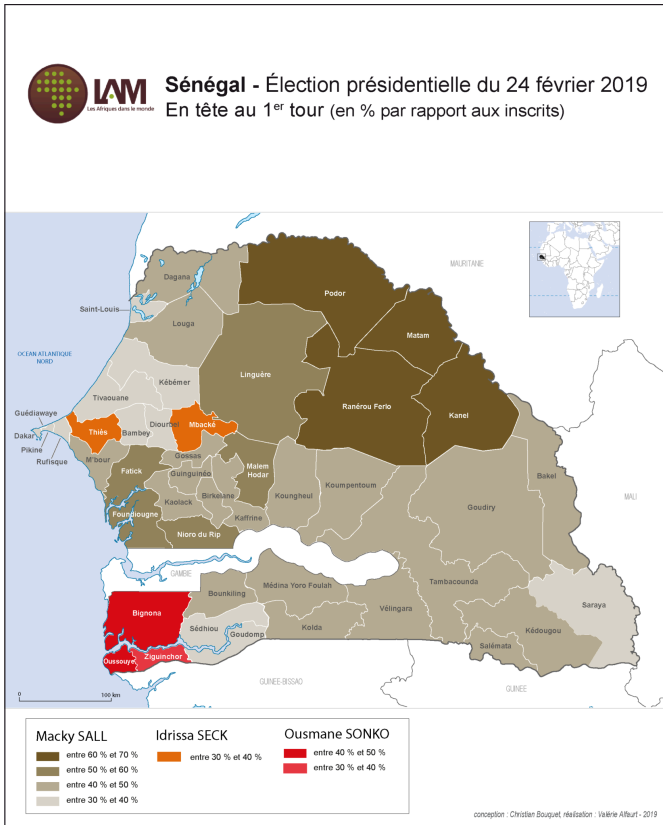 LAM
Les Afriques dans le monde
Sénégal - Élection présidentielle du 24 février 2019
En tête au 1er tour (en % par rapport aux inscrits)
MAURITANIE
Dagana
Podor
Saint-Louis
Louga
Matam
OCEAN ATLANTIQUE
NORD
Linguère
Kébémer
Ranérou Ferlo
Kanel
Tivaouane
Guédiawaye
Dakar
Thiès
Bambey
Diourbel
Mbacké
Pikine
Rufisque
M'bour
Gossas
Fatick
Guinguinéo
Malem
Hodar
Bakel
Kaolack
Birkelane
Koungheul
Koumpentoum
MALI
Goudiry
Foundiougne
Kaffrine
Nioro du Rip
GAMBIE
Tambacounda
Médina Yoro Foulah
Bounkiling
Saraya
Bignona
Vélingara
Sédhiou
Goudomp
Kolda
Kédougou
Salémata
Oussouye
Ziguinchor
GUINEE-BISSAO
GUINEE
0
100 km
Macky SALL
entre 60 % et 70 %
entre 50 % et 60 %
entre 40 % et 50 %
entre 30 % et 40 %
Idrissa SECK
entre 30 % et 40 %
Ousmane SONKO
entre 40 % et 50 %
entre 30 % et 40 %
conception : Christian Bouquet, réalisation : Valérie Alfaurt - 2019